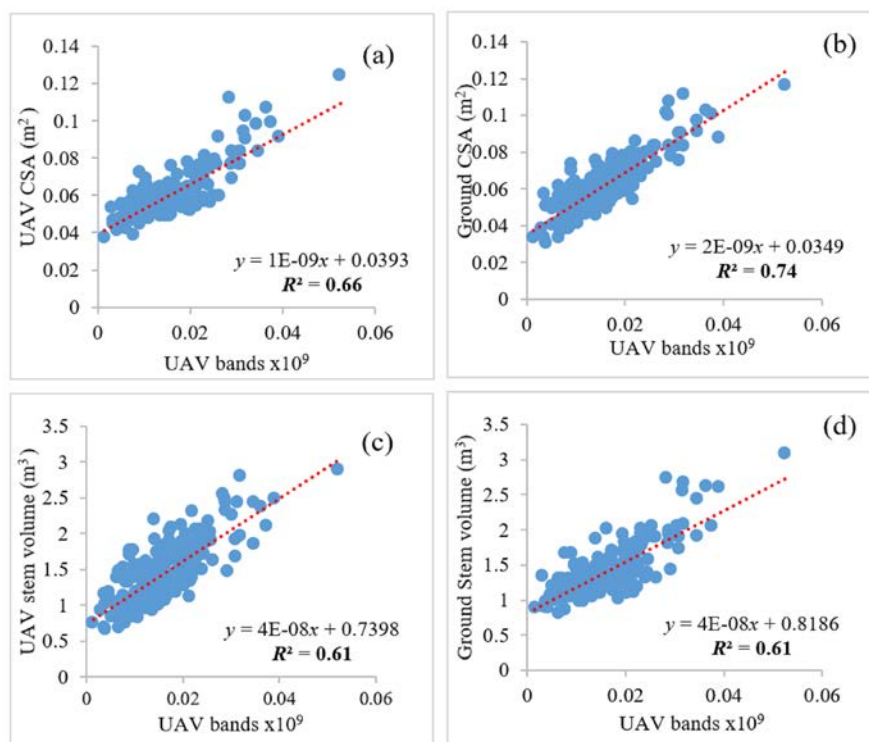 (a)
UAV CSA (m²)
0.14
0.12
0.1
0.08
0.06
0.04
0.02
0
y = 1E-09x + 0.0393
R² = 0.66
0 0.02 0.04 0.06
UAV bands x10⁹
(b)
Ground CSA (m²)
0.14
0.12
0.1
0.08
0.06
0.04
0.02
0
y = 2E-09x + 0.0349
R² = 0.74
0 0.02 0.04 0.06
UAV bands x10⁹
(c)
UAV stem volume (m³)
3.5
3
2.5
2
1.5
1
0.5
0
y = 4E-08x + 0.7398
R² = 0.61
0 0.02 0.04 0.06
UAV bands x10⁹
(d)
Ground Stem volume (m³)
3.5
3
2.5
2
1.5
1
0.5
0
y = 4E-08x + 0.8186
R² = 0.61
0 0.02 0.04 0.06
UAV bands x10⁹